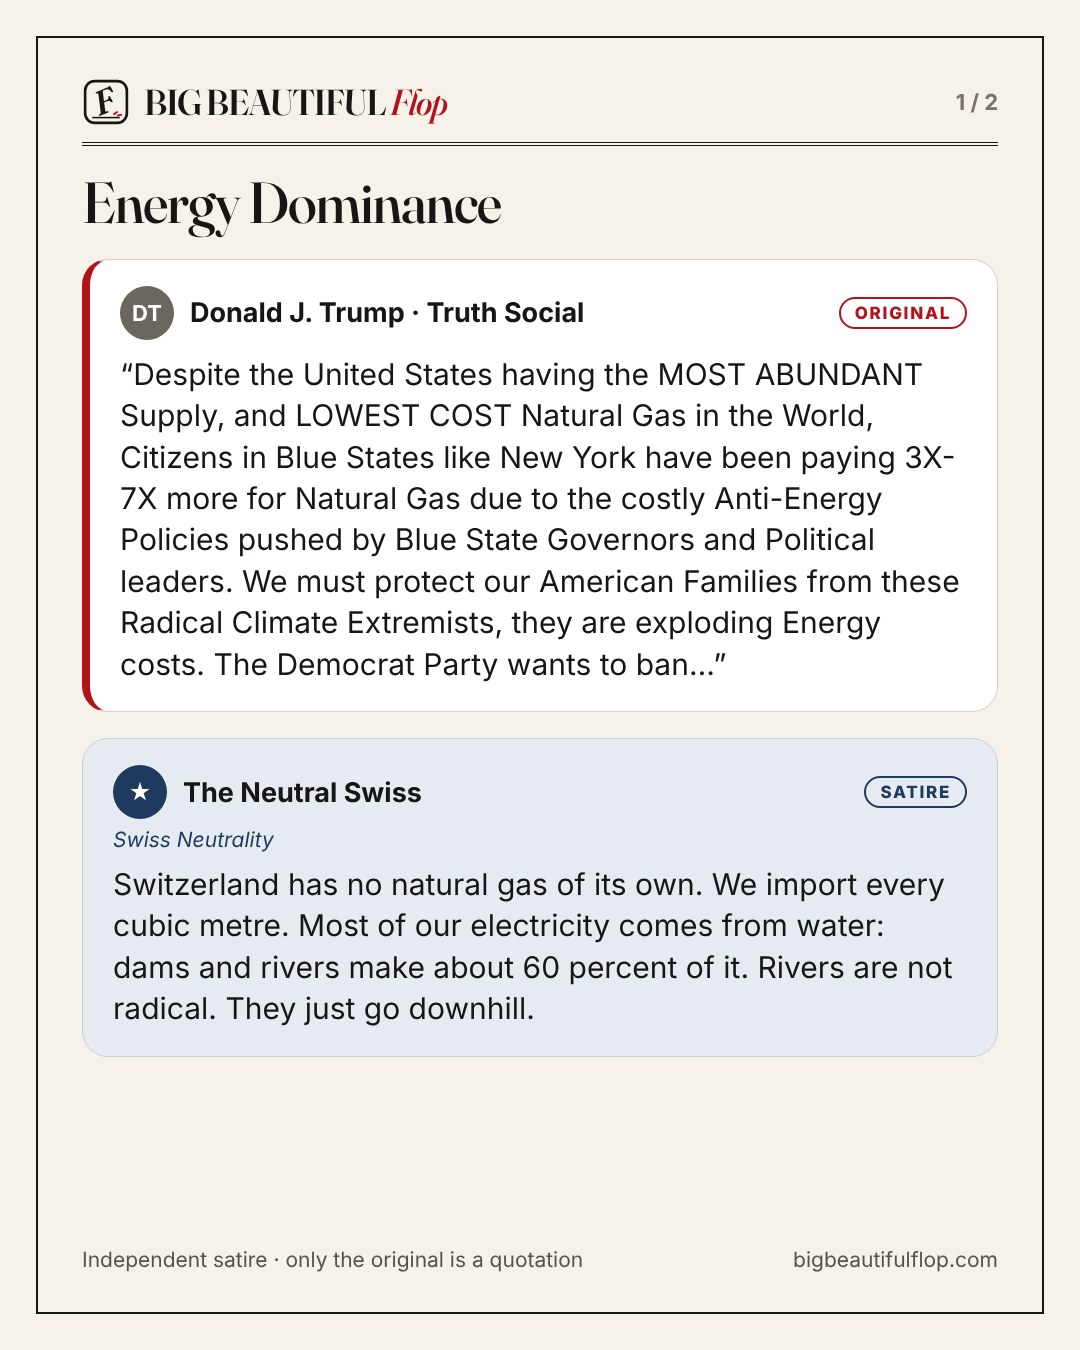 F
BIG BEAUTIFUL Flop
1 / 2
Energy Dominance
DT
Donald J. Trump · Truth Social
ORIGINAL
“Despite the United States having the MOST ABUNDANT
Supply, and LOWEST COST Natural Gas in the World,
Citizens in Blue States like New York have been paying 3X-
7X more for Natural Gas due to the costly Anti-Energy
Policies pushed by Blue State Governors and Political
leaders. We must protect our American Families from these
Radical Climate Extremists, they are exploding Energy
costs. The Democrat Party wants to ban…”
The Neutral Swiss
SATIRE
Swiss Neutrality
Switzerland has no natural gas of its own. We import every
cubic metre. Most of our electricity comes from water:
dams and rivers make about 60 percent of it. Rivers are not
radical. They just go downhill.
Independent satire · only the original is a quotation
bigbeautifulflop.com